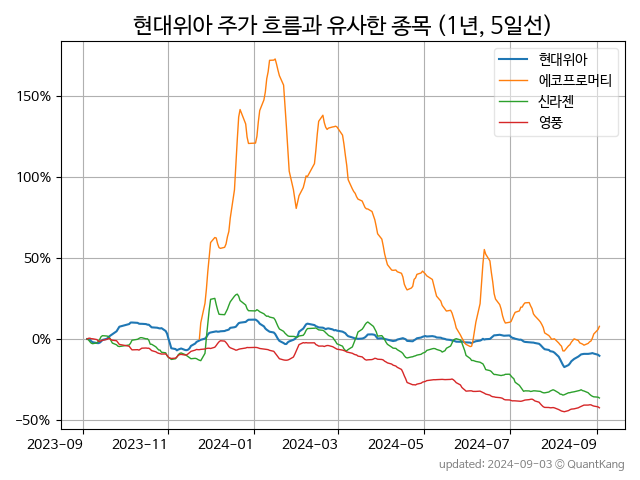 현대위아 주가 흐름과 유사한 종목 (1년, 5일선)
현대위아
에코프로머티
신라젠
영풍
150%
100%
50%
0%
−50%
2023-09 2023-11 2024-01 2024-03 2024-05 2024-07 2024-09
updated: 2024-09-03 © QuantKang